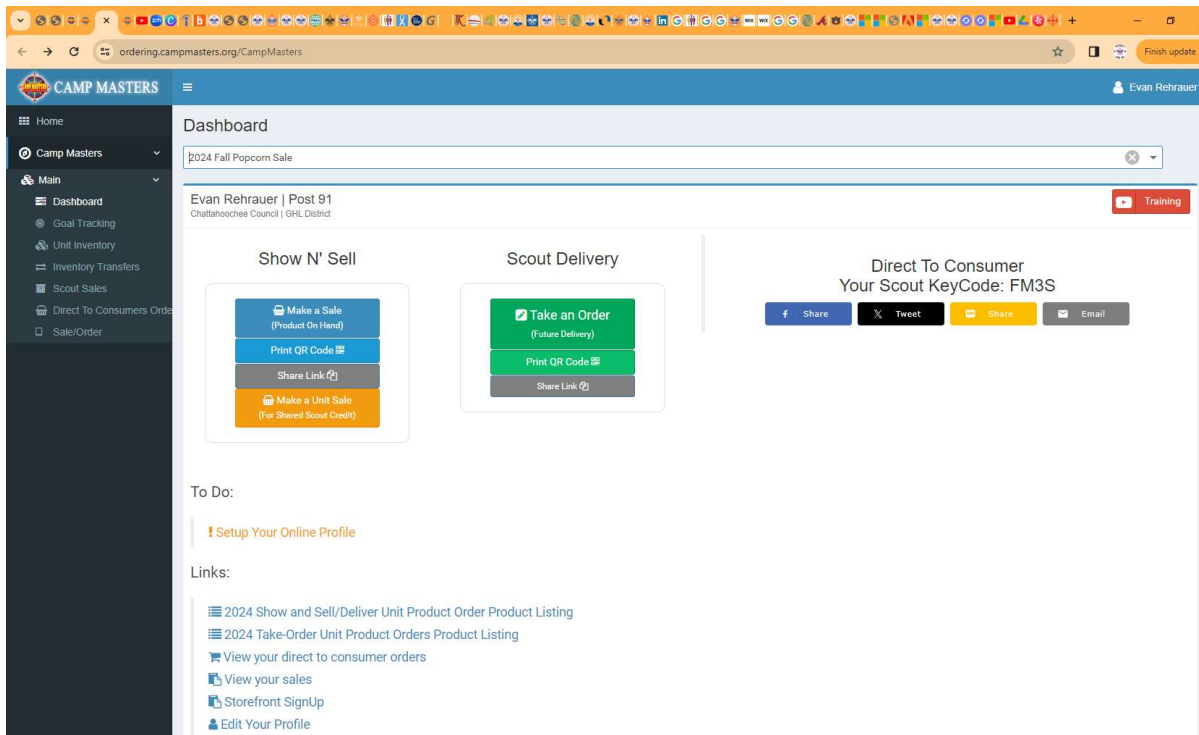 ordering.campmasters.org/CampMasters
Finish update
CAMP MASTERS
Evan Rehrauer
Home
Camp Masters
Main
Dashboard
Goal Tracking
Unit Inventory
Inventory Transfers
Scout Sales
Direct To Consumers Orde
Sale/Order
Dashboard
2024 Fall Popcorn Sale
Evan Rehrauer | Post 91
Chattahoochee Council | GHL District
Training
Show N' Sell
Make a Sale
(Product On Hand)
Print QR Code
Share Link
Make a Unit Sale
(For Shared Scout Credit)
Scout Delivery
Take an Order
(Future Delivery)
Print QR Code
Share Link
Direct To Consumer
Your Scout KeyCode: FM3S
Share
Tweet
Share
Email
To Do:
Setup Your Online Profile
Links:
2024 Show and Sell/Deliver Unit Product Order Product Listing
2024 Take-Order Unit Product Orders Product Listing
View your direct to consumer orders
View your sales
Storefront SignUp
Edit Your Profile